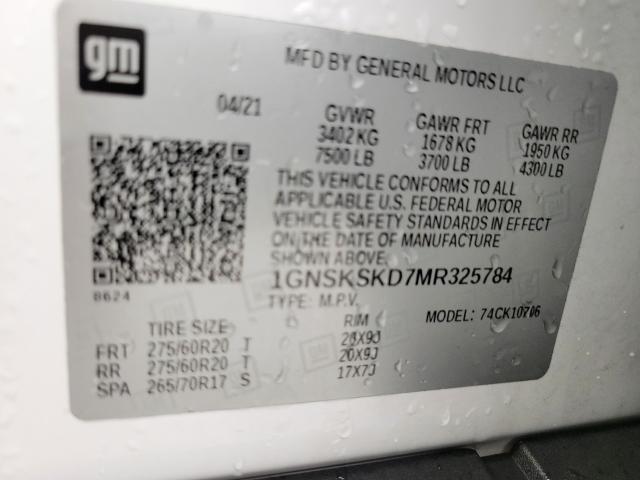 gm
MFD BY GENERAL MOTORS LLC
04/21
GVWR GAWR FRT GAWR RR
3402 KG 1678 KG 1950 KG
7500 LB 3700 LB 4300 LB
THIS VEHICLE CONFORMS TO ALL
APPLICABLE U.S. FEDERAL MOTOR
VEHICLE SAFETY STANDARDS IN EFFECT
ON THE DATE OF MANUFACTURE
SHOWN ABOVE.
8624
1GNSKSKD7MR325784
TYPE: M.P.V.
MODEL: 74CK10706
TIRE SIZE RIM
FRT 275/60R20 T 20X9J
RR 275/60R20 T 20X9J
SPA 265/70R17 S 17X7J